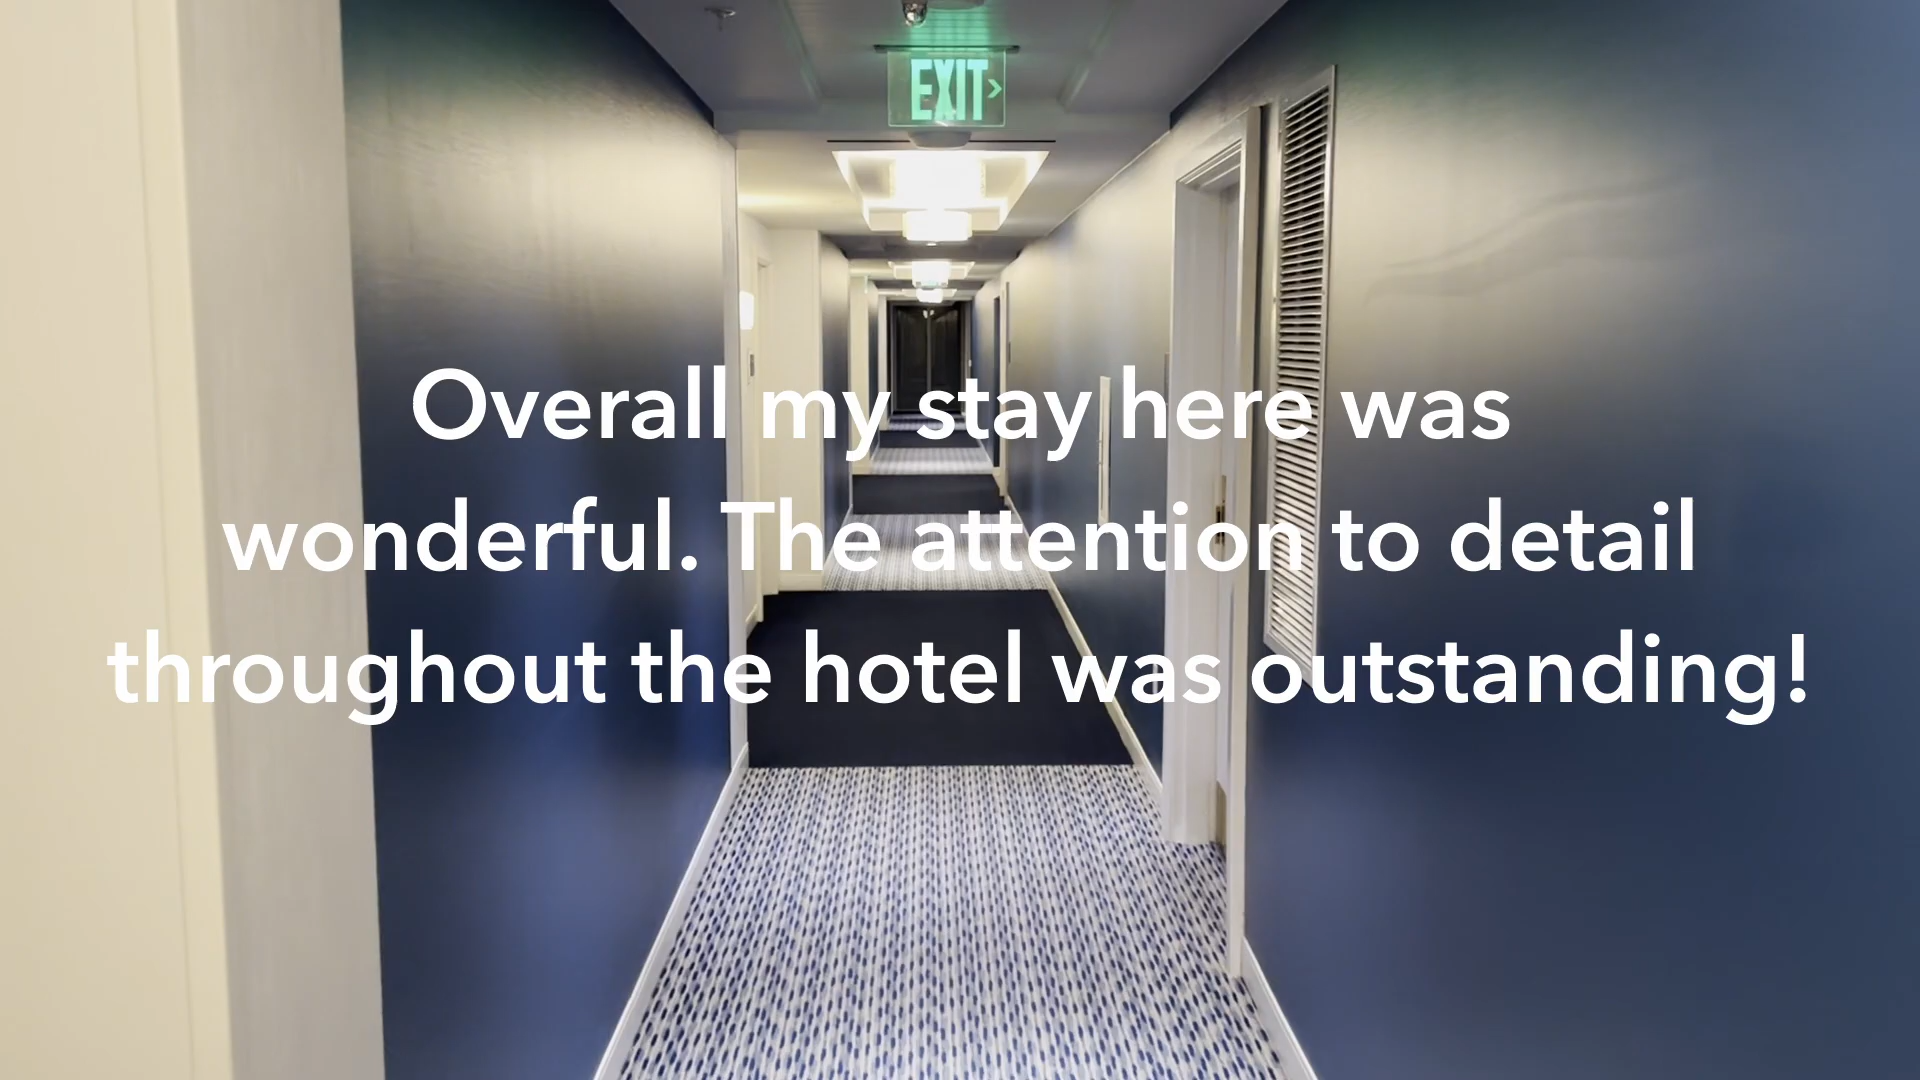 EXIT >
Overall my stay here was
wonderful. The attention to detail
throughout the hotel was outstanding!